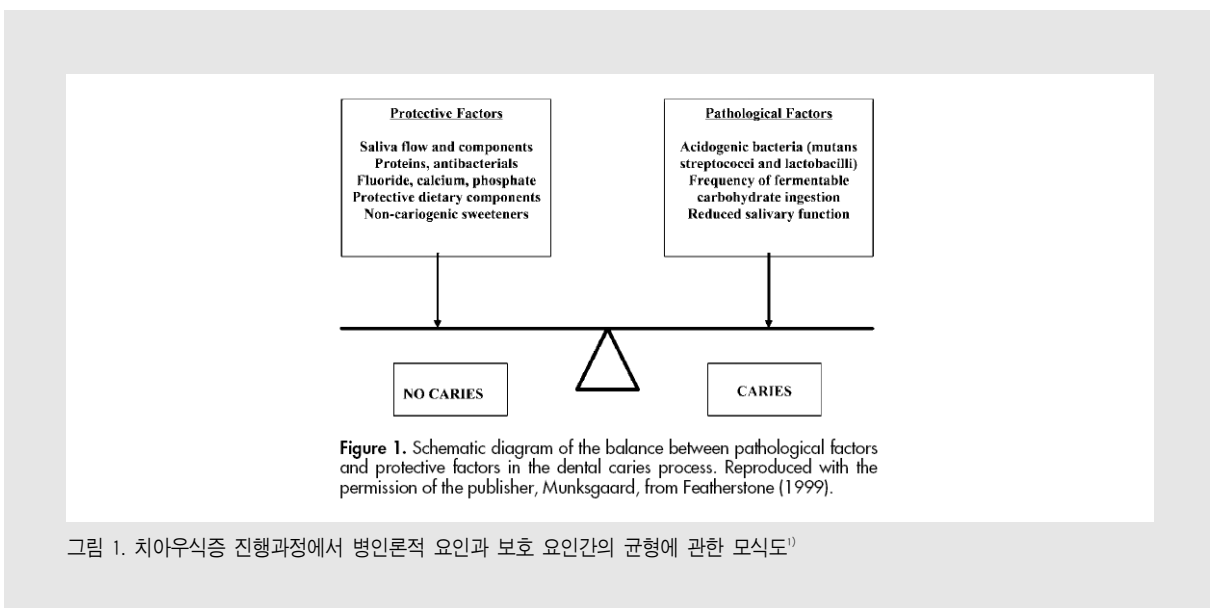 Protective Factors
Saliva flow and components
Proteins, antibacterials
Fluoride, calcium, phosphate
Protective dietary components
Non-cariogenic sweeteners
Pathological Factors
Acidogenic bacteria (mutans
streptococci and lactobacilli)
Frequency of fermentable
carbohydrate ingestion
Reduced salivary function
NO CARIES
CARIES
Figure 1. Schematic diagram of the balance between pathological factors
and protective factors in the dental caries process. Reproduced with the
permission of the publisher, Munksgaard, from Featherstone (1999).
그림 1. 치아우식증 진행과정에서 병인론적 요인과 보호 요인간의 균형에 관한 모식도¹⁾